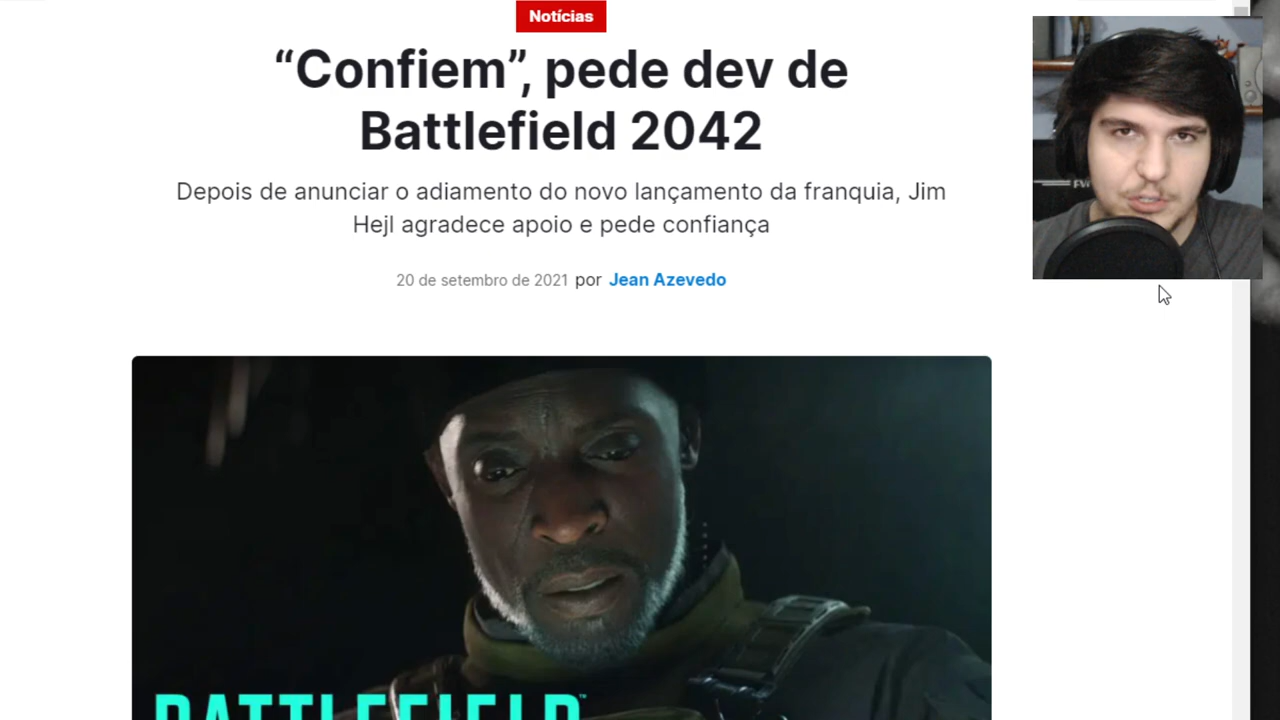 Notícias
“Confiem”, pede dev de
Battlefield 2042
Depois de anunciar o adiamento do novo lançamento da franquia, Jim
Hejl agradece apoio e pede confiança
20 de setembro de 2021 por Jean Azevedo
BATTLEFIELD™